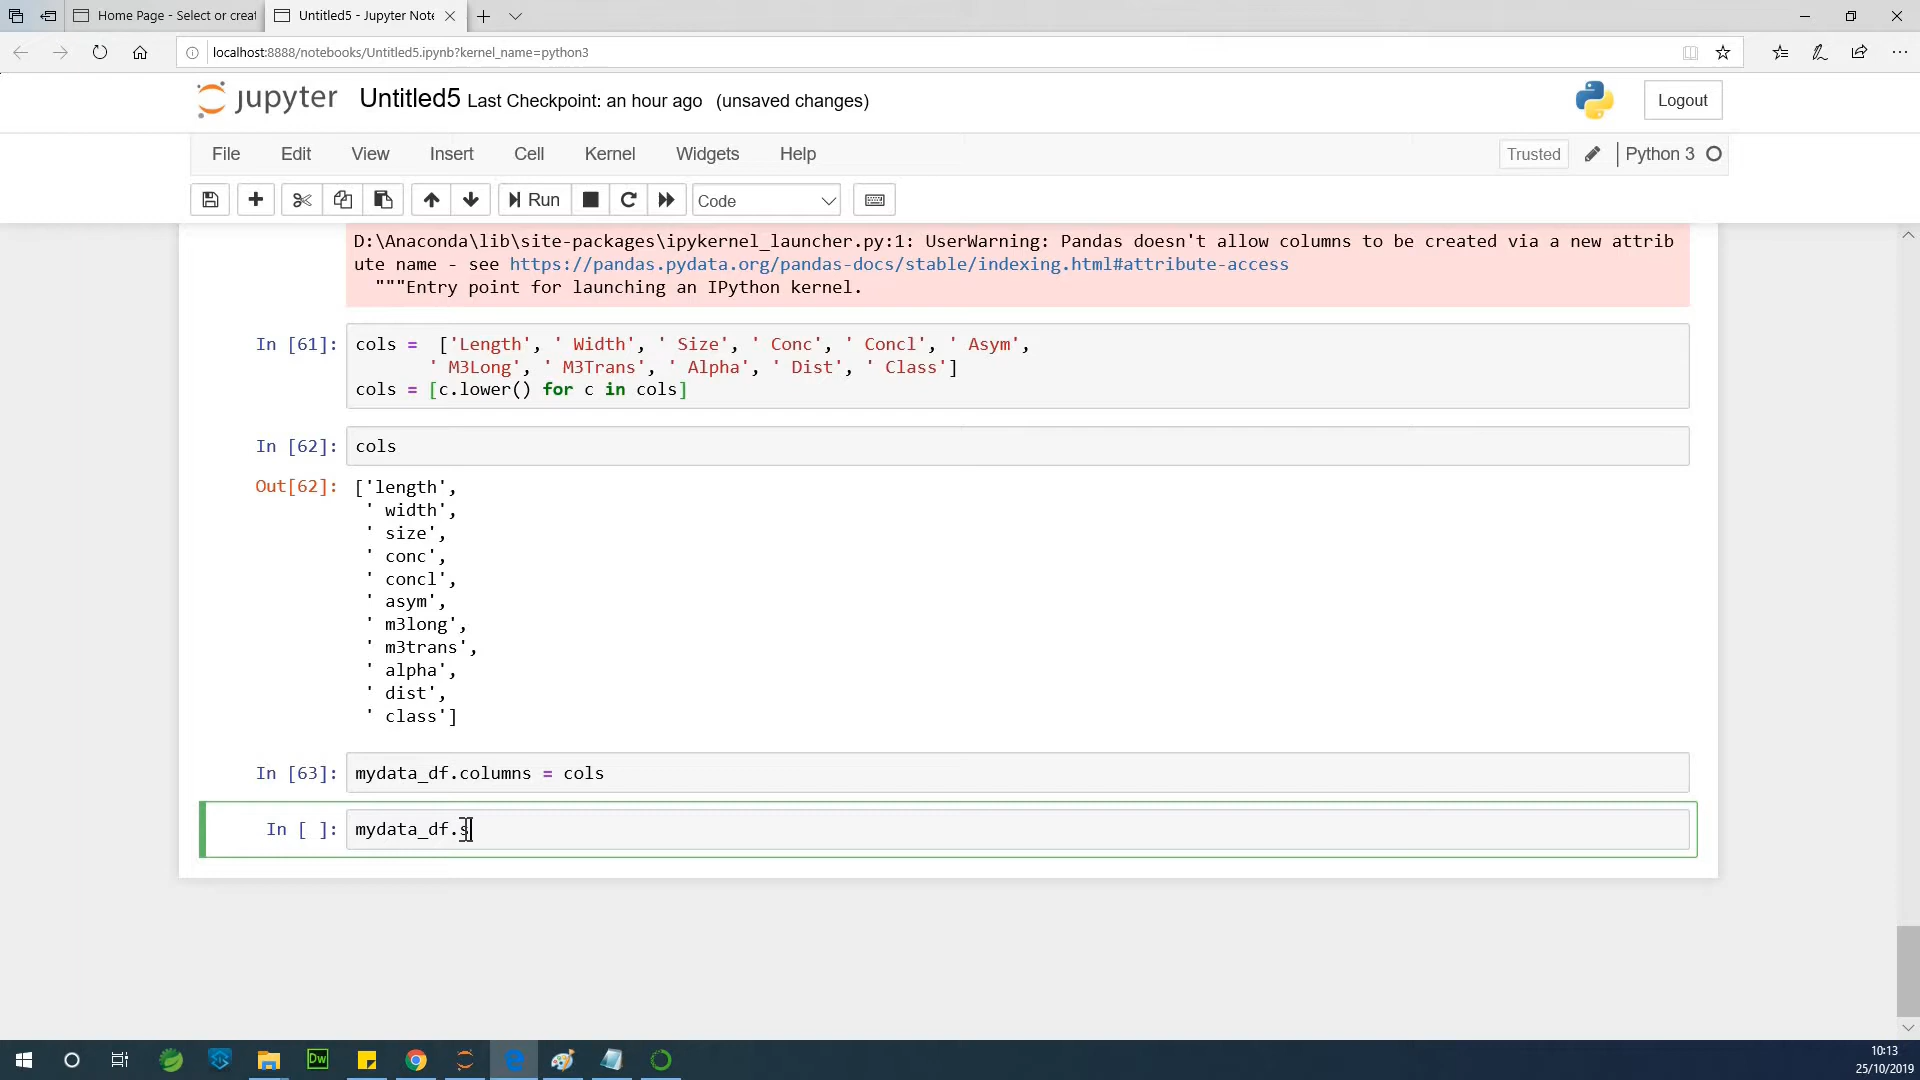 Home Page - Select or creat
Untitled5 - Jupyter Note
localhost:8888/notebooks/Untitled5.ipynb?kernel_name=python3
jupyter Untitled5 Last Checkpoint: an hour ago (unsaved changes)
Logout
File Edit View Insert Cell Kernel Widgets Help
Trusted
Python 3
Run
Code
D:\Anaconda\lib\site-packages\ipykernel_launcher.py:1: UserWarning: Pandas doesn't allow columns to be created via a new attrib
ute name - see https://pandas.pydata.org/pandas-docs/stable/indexing.html#attribute-access
"""Entry point for launching an IPython kernel.
In [61]: cols =  ['Length', ' Width', ' Size', ' Conc', ' Concl', ' Asym',
' M3Long', ' M3Trans', ' Alpha', ' Dist', ' Class']
cols = [c.lower() for c in cols]
In [62]: cols
Out[62]: ['length',
' width',
' size',
' conc',
' concl',
' asym',
' m3long',
' m3trans',
' alpha',
' dist',
' class']
In [63]: mydata_df.columns = cols
In [ ]: mydata_df.s
Dw
10:13
25/10/2019